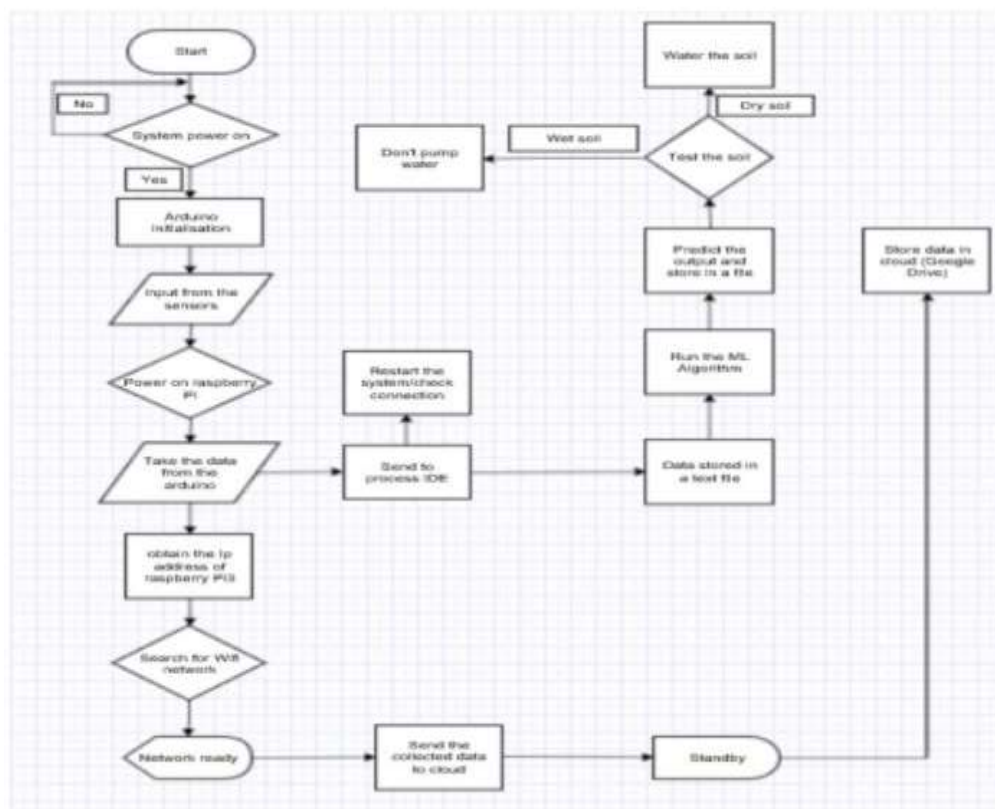 Start
No
System power on
Yes
Arduino
Initialisation
Input from the
sensors
Power on raspberry
Pi
Take the data
from the
arduino
obtain the Ip
address of
raspberry Pi3
Search for Wifi
network
Network ready
Restart the
system/check
connection
Send to
process IDE
Data stored in
a text file
Run the ML
Algorithm
Predict the
output and
store in a file
Test the soil
Wet soil
Don't pump
water
Dry soil
Water the soil
Send the
collected data
to cloud
Standby
Store data in
cloud (Google
Drive)